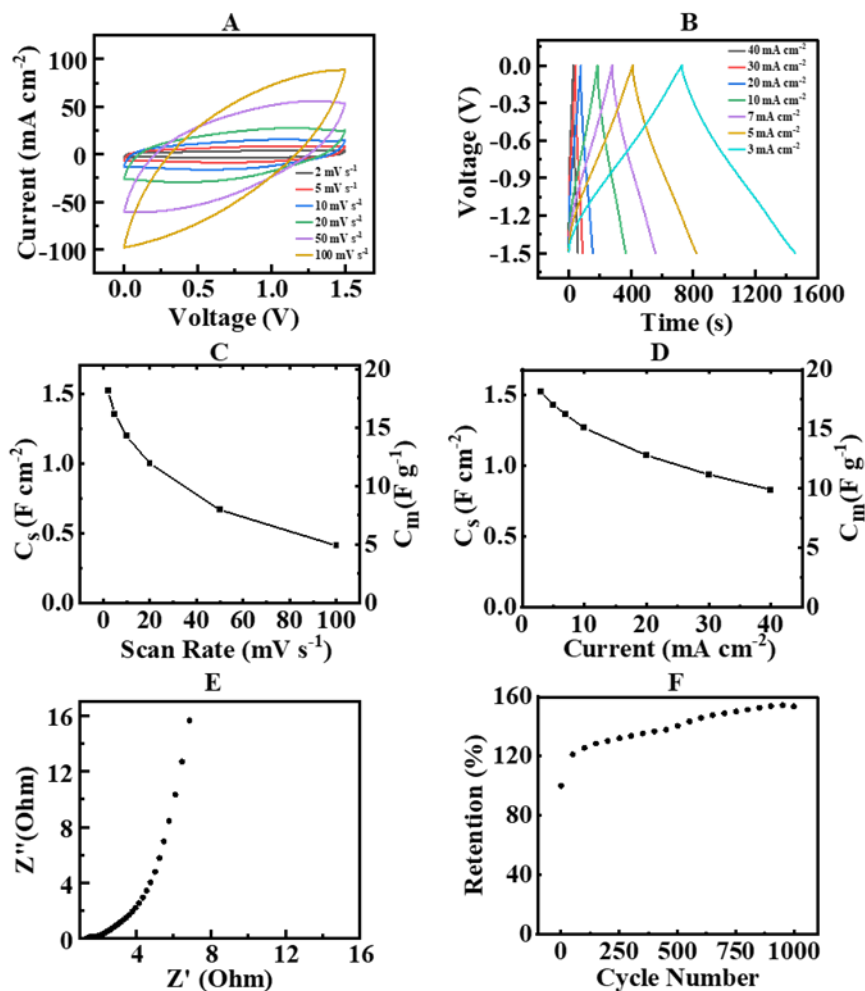 A
Current (mA cm⁻²)
100
50
0
-50
-100
2 mV s⁻¹
5 mV s⁻¹
10 mV s⁻¹
20 mV s⁻¹
50 mV s⁻¹
100 mV s⁻¹
0.0 0.5 1.0 1.5
Voltage (V)
B
Voltage (V)
0.0
-0.3
-0.6
-0.9
-1.2
-1.5
40 mA cm⁻²
30 mA cm⁻²
20 mA cm⁻²
10 mA cm⁻²
7 mA cm⁻²
5 mA cm⁻²
3 mA cm⁻²
0 400 800 1200 1600
Time (s)
C
Cₛ (F cm⁻²)
1.5
1.0
0.5
0.0
20
15
10
5
0
Cₘ (F g⁻¹)
0 20 40 60 80 100
Scan Rate (mV s⁻¹)
D
Cₛ (F cm⁻²)
1.5
1.0
0.5
0.0
20
15
10
5
0
Cₘ (F g⁻¹)
0 10 20 30 40
Current (mA cm⁻²)
E
Z''(Ohm)
16
12
8
4
0
4 8 12 16
Z' (Ohm)
F
Retention (%)
160
120
80
40
0
0 250 500 750 1000
Cycle Number